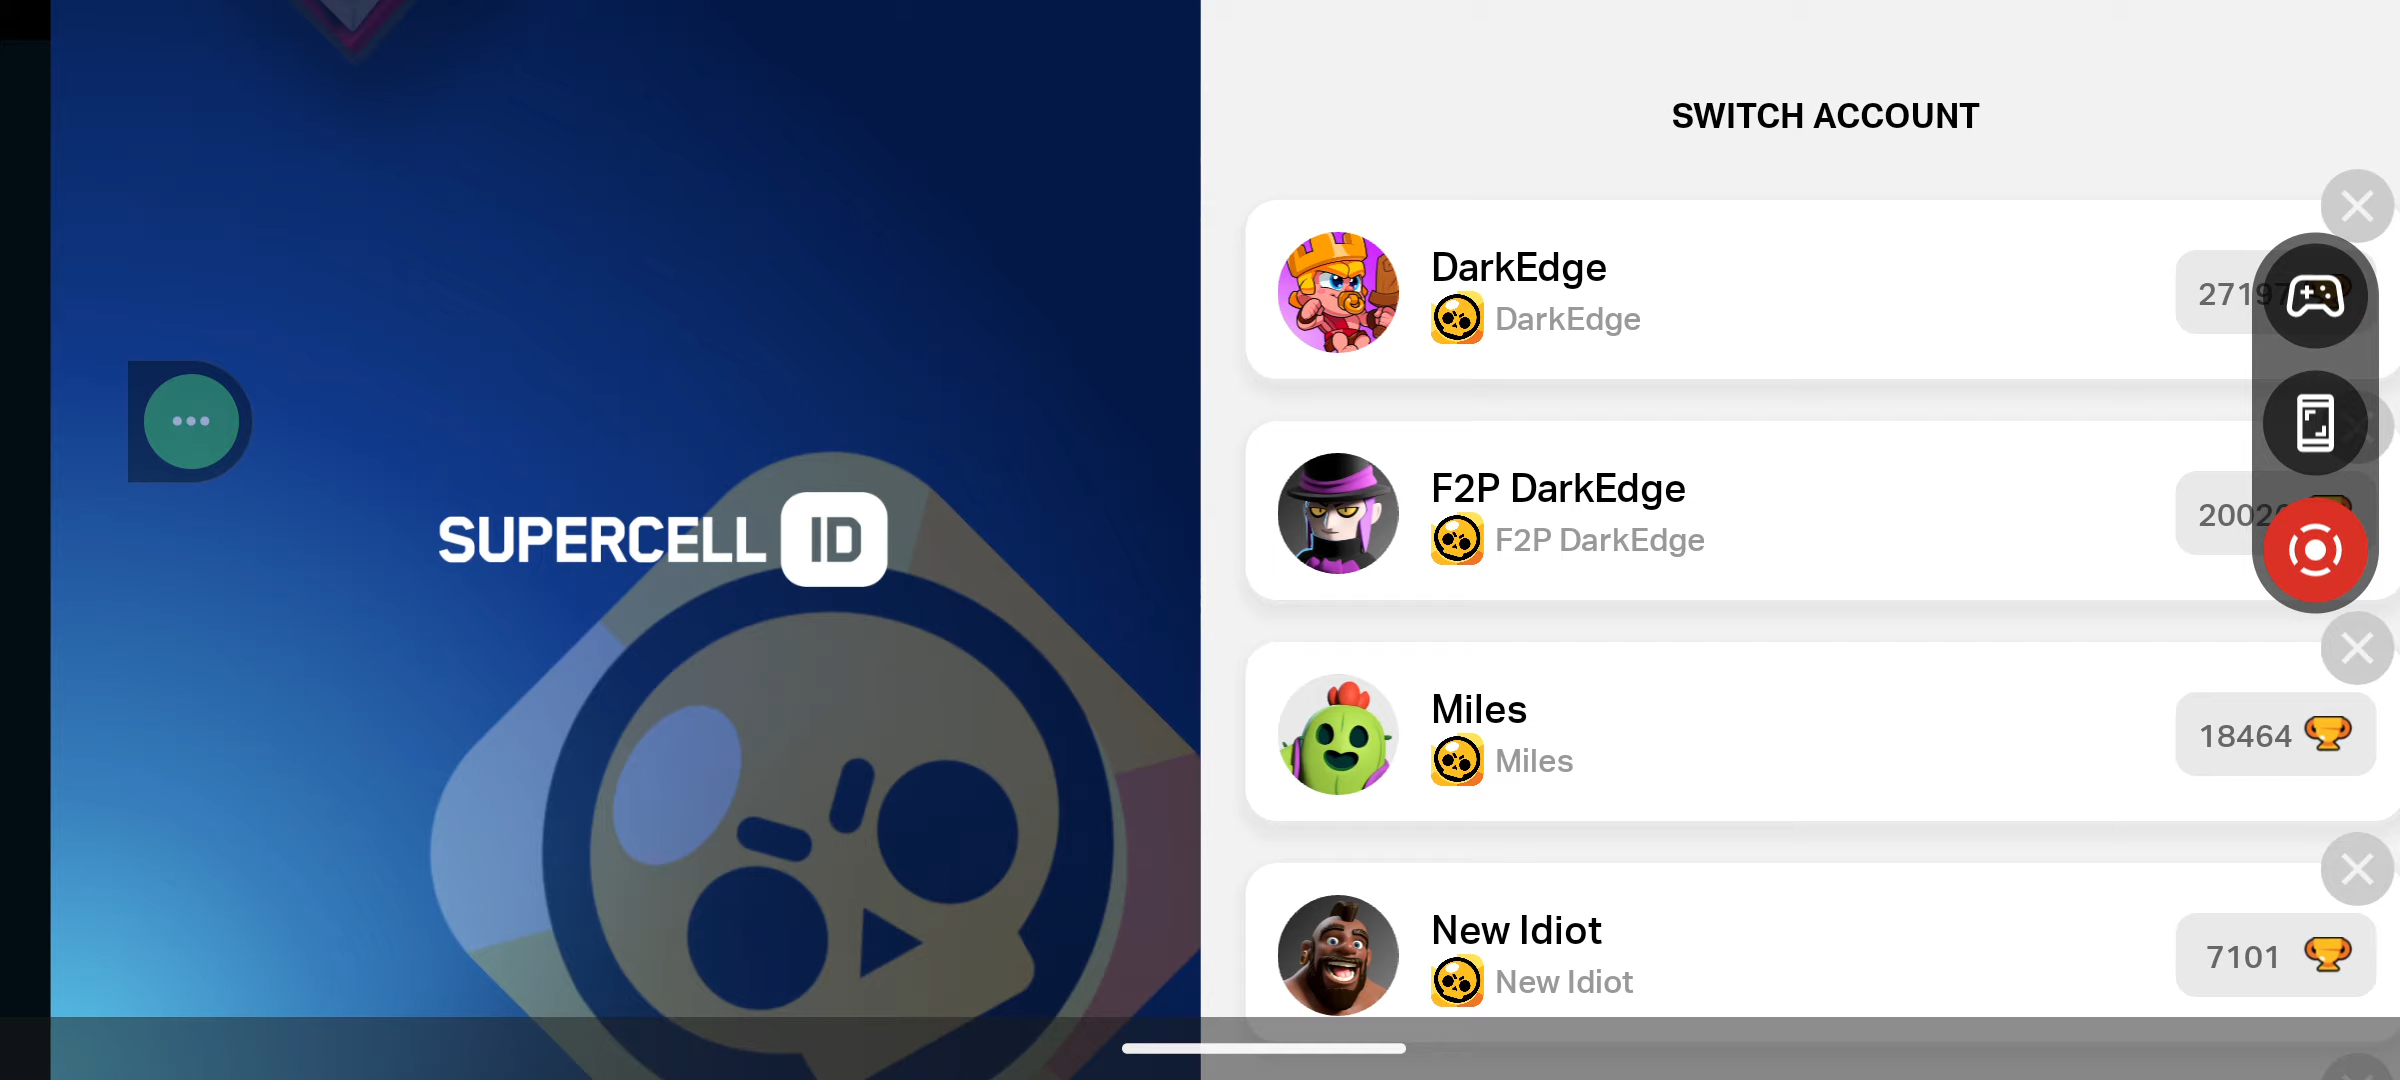 SWITCH ACCOUNT
DarkEdge
DarkEdge
F2P DarkEdge
F2P DarkEdge
SUPERCELL ID
Miles
Miles
18464
New Idiot
New Idiot
7101